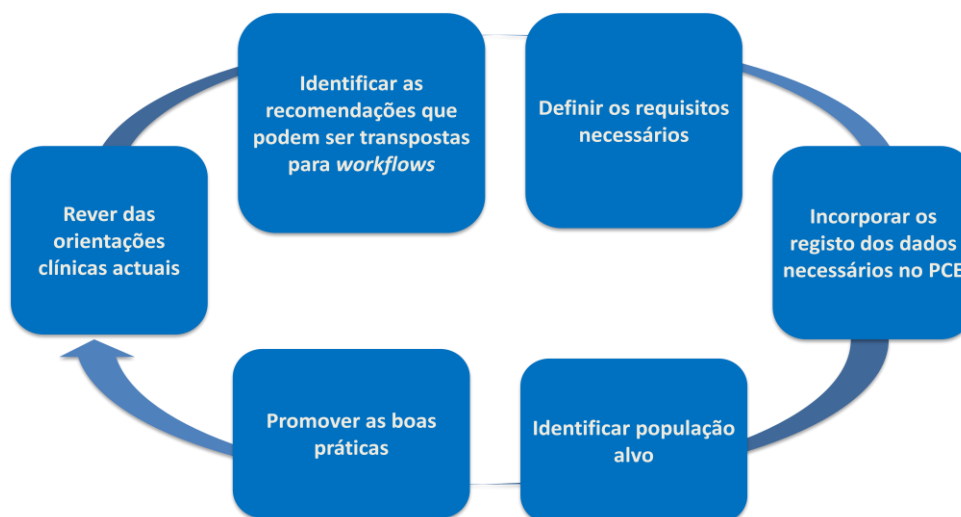 Identificar as
recomendações que
podem ser transpostas
para workflows
Definir os requisitos
necessários
Incorporar os
registo dos dados
necessários no PCE
Identificar população
alvo
Promover as boas
práticas
Rever das
orientações
clínicas actuais